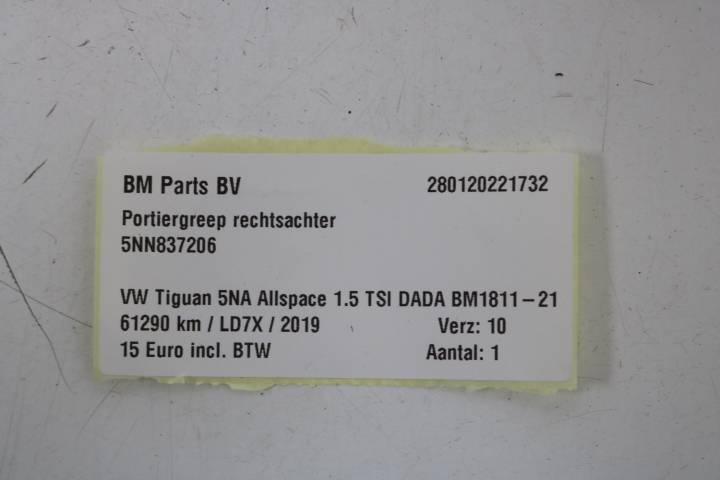 BM Parts BV 280120221732
Portiergreep rechtsachter
5NN837206
VW Tiguan 5NA Allspace 1.5 TSI DADA BM1811-21
61290 km / LD7X / 2019 Verz: 10
15 Euro incl. BTW Aantal: 1